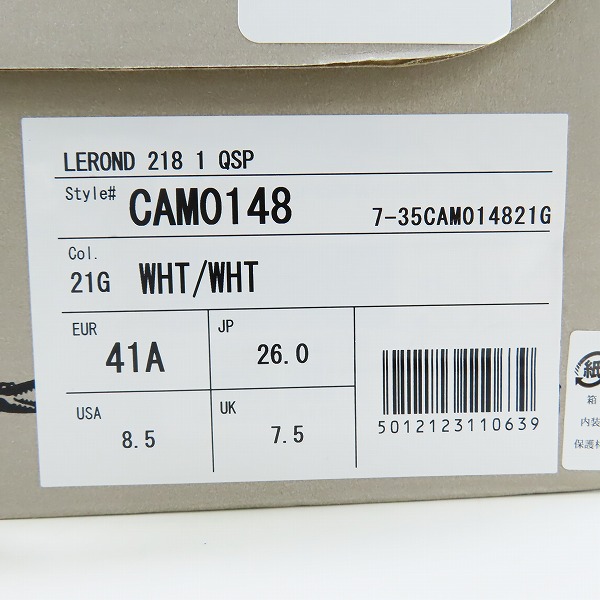 LEROND 218 1 QSP
Style# CAM0148 7-35CAM014821G
Col.
21G WHT/WHT
EUR 41A JP 26.0
USA 8.5 UK 7.5
5012123110639
紙
箱
内装
保護材